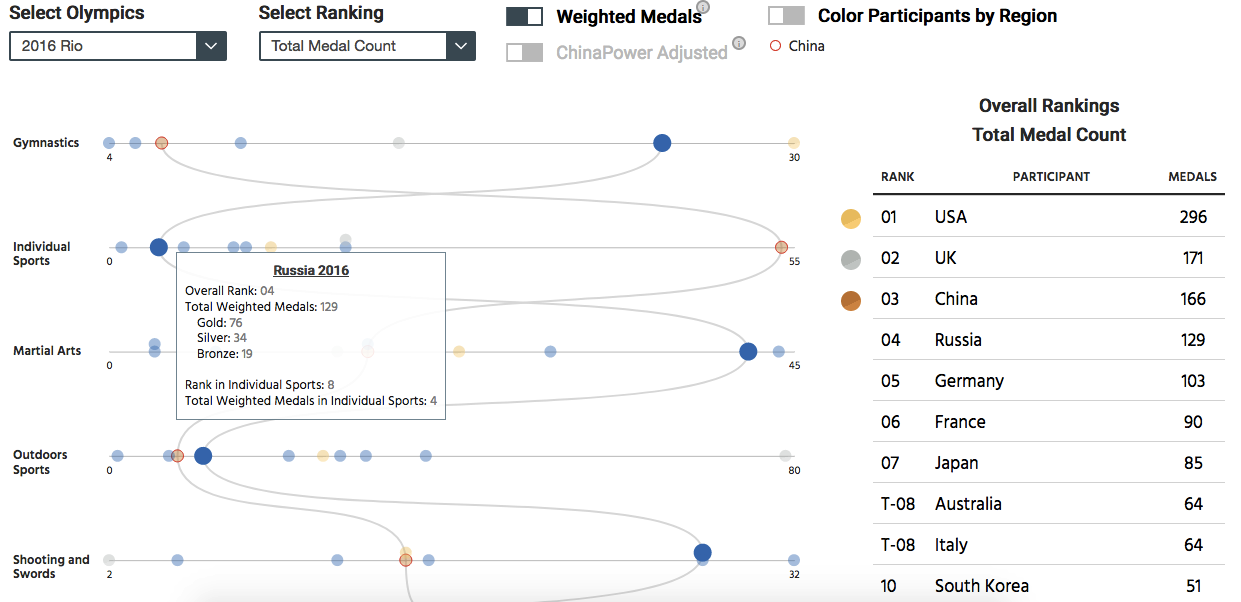 Select Olympics
2016 Rio
Select Ranking
Total Medal Count
Weighted Medals i
ChinaPower Adjusted i
Color Participants by Region
China
Gymnastics
4
30
Individual
Sports
0
55
Russia 2016
Overall Rank: 04
Total Weighted Medals: 129
Gold: 76
Silver: 34
Bronze: 19
Rank in Individual Sports: 8
Total Weighted Medals in Individual Sports: 4
Martial Arts
0
45
Outdoors
Sports
0
80
Shooting and
Swords
2
32
Overall Rankings
Total Medal Count
RANK PARTICIPANT MEDALS
01 USA 296
02 UK 171
03 China 166
04 Russia 129
05 Germany 103
06 France 90
07 Japan 85
T-08 Australia 64
T-08 Italy 64
10 South Korea 51